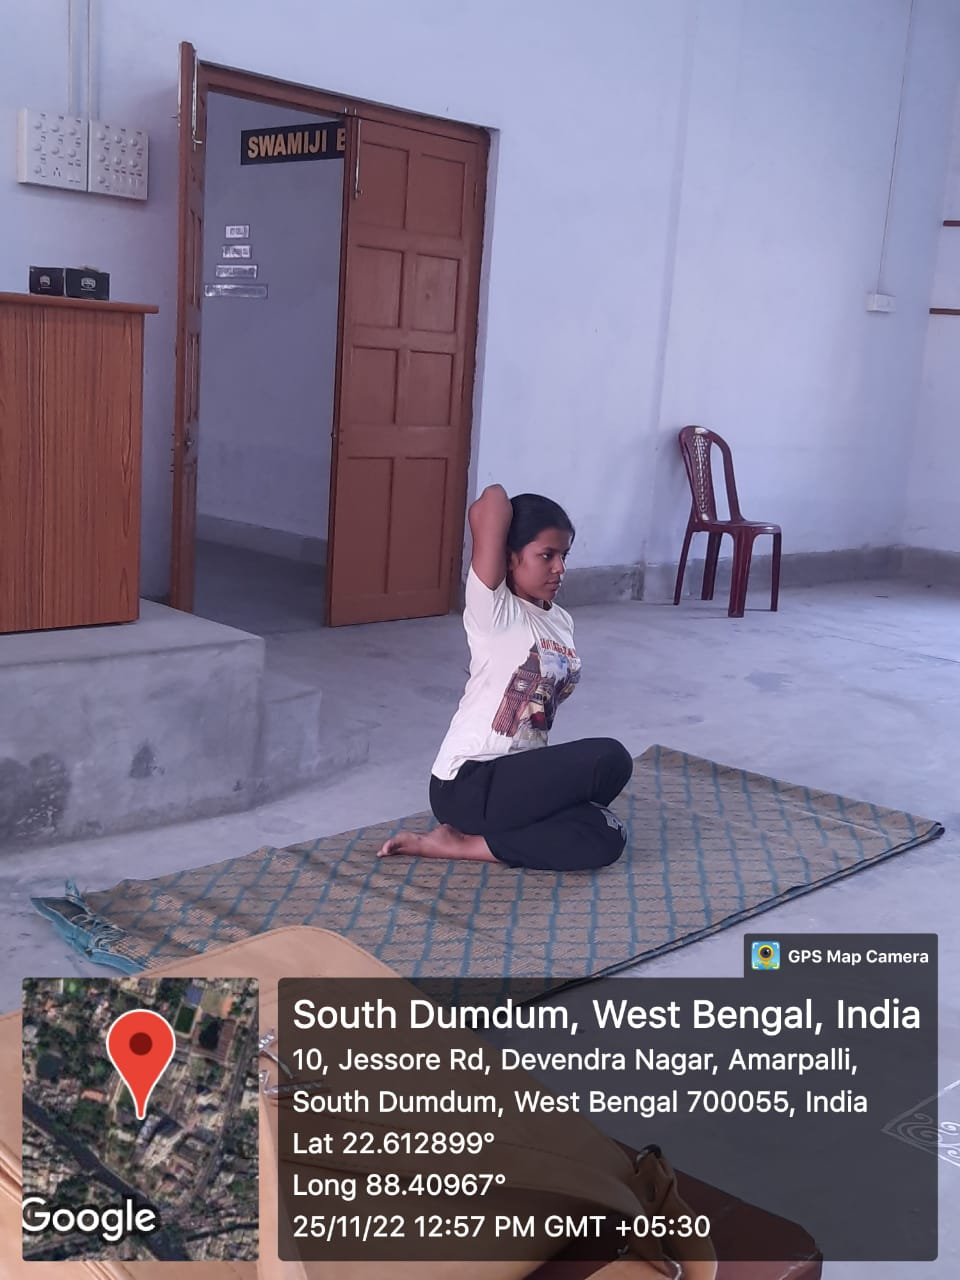 SWAMIJI
GPS Map Camera
South Dumdum, West Bengal, India
10, Jessore Rd, Devendra Nagar, Amarpalli,
South Dumdum, West Bengal 700055, India
Lat 22.612899°
Long 88.40967°
25/11/22 12:57 PM GMT +05:30
Google